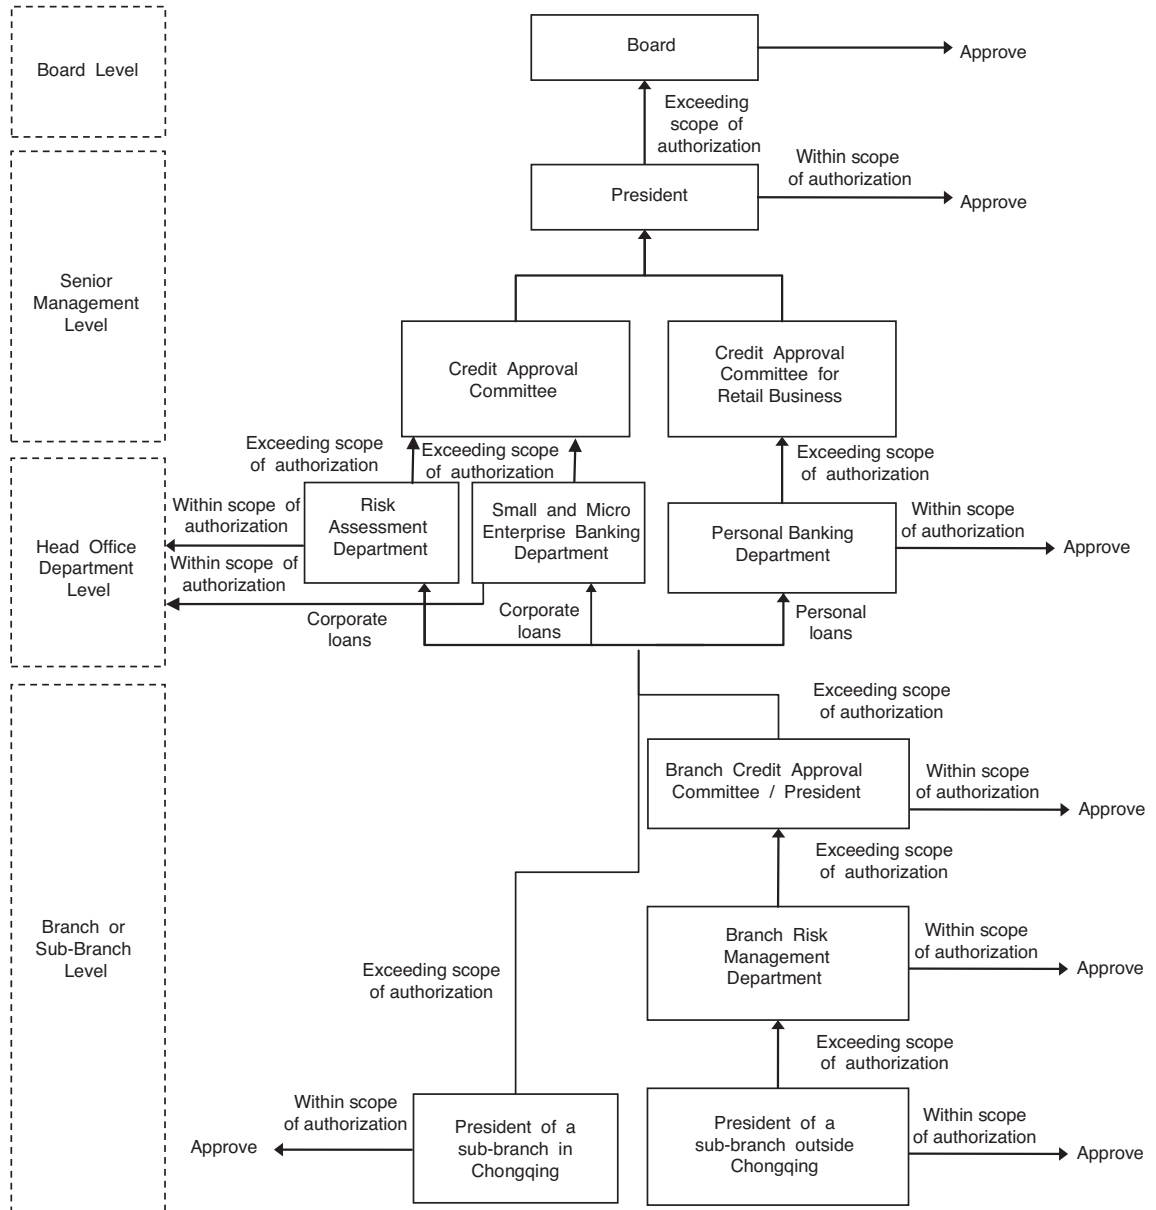 Board Level
Board
Approve
Exceeding
scope of
authorization
Within scope
of authorization
President
Approve
Senior
Management
Level
Credit Approval
Committee
Credit Approval
Committee for
Retail Business
Exceeding scope
of authorization
Exceeding scope
of authorization
Exceeding scope
of authorization
Head Office
Department
Level
Within scope of
authorization
Within scope of
authorization
Risk
Assessment
Department
Small and Micro
Enterprise Banking
Department
Personal Banking
Department
Within scope
of authorization
Approve
Corporate
loans
Corporate
loans
Personal
loans
Exceeding scope
of authorization
Branch Credit Approval
Committee / President
Within scope
of authorization
Approve
Exceeding scope
of authorization
Branch or
Sub-Branch
Level
Branch Risk
Management
Department
Within scope
of authorization
Approve
Exceeding scope
of authorization
Exceeding scope
of authorization
Within scope
of authorization
Approve
President of a
sub-branch in
Chongqing
President of a
sub-branch outside
Chongqing
Within scope
of authorization
Approve